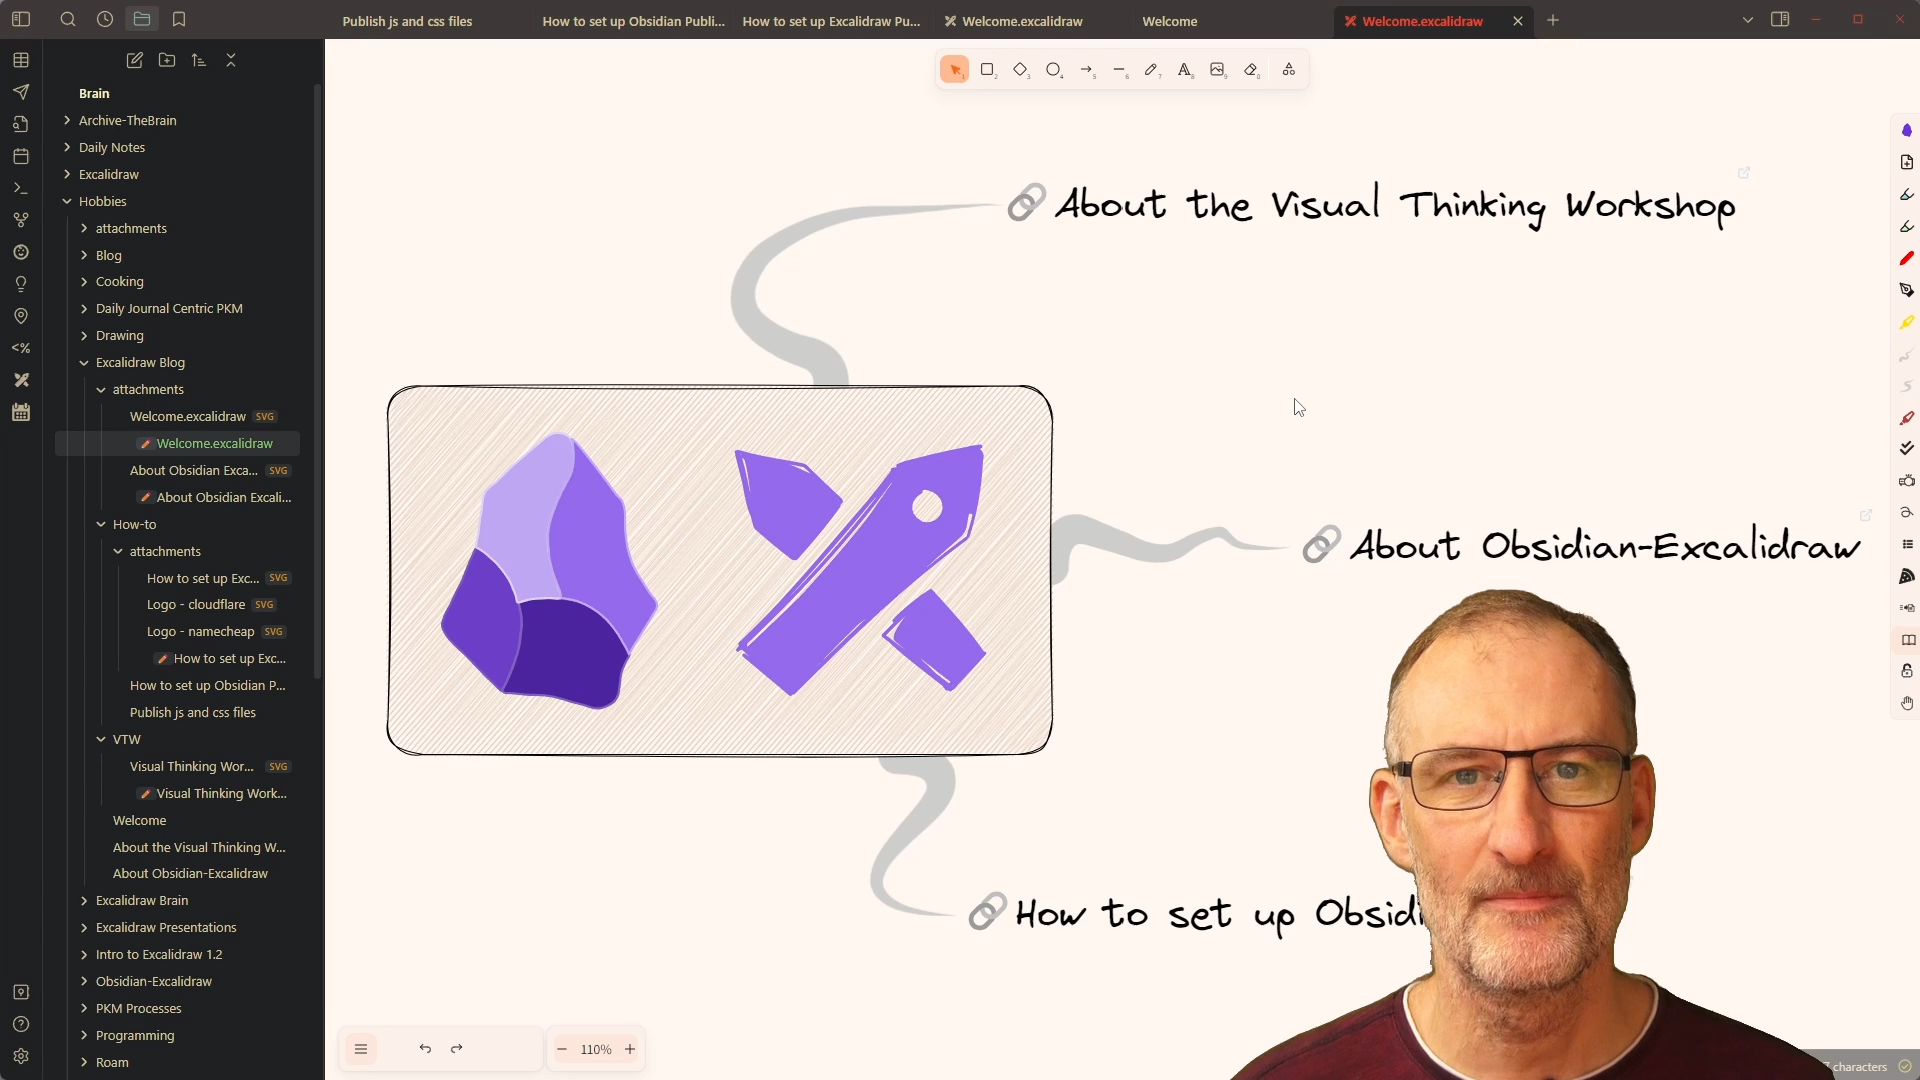 Publish js and css files
How to set up Obsidian Publi...
How to set up Excalidraw Pu...
Welcome.excalidraw
Welcome
Welcome.excalidraw
Brain
Archive-TheBrain
Daily Notes
Excalidraw
Hobbies
attachments
Blog
Cooking
Daily Journal Centric PKM
Drawing
Excalidraw Blog
attachments
Welcome.excalidraw SVG
Welcome.excalidraw
About Obsidian Exca... SVG
About Obsidian Excali...
How-to
attachments
How to set up Exc... SVG
Logo - cloudflare SVG
Logo - namecheap SVG
How to set up Exc...
How to set up Obsidian P...
Publish js and css files
VTW
Visual Thinking Wor... SVG
Visual Thinking Work...
Welcome
About the Visual Thinking W...
About Obsidian-Excalidraw
Excalidraw Brain
Excalidraw Presentations
Intro to Excalidraw 1.2
Obsidian-Excalidraw
PKM Processes
Programming
Roam
About the Visual Thinking Workshop
About Obsidian-Excalidraw
How to set up Obsidi
110%
7 characters